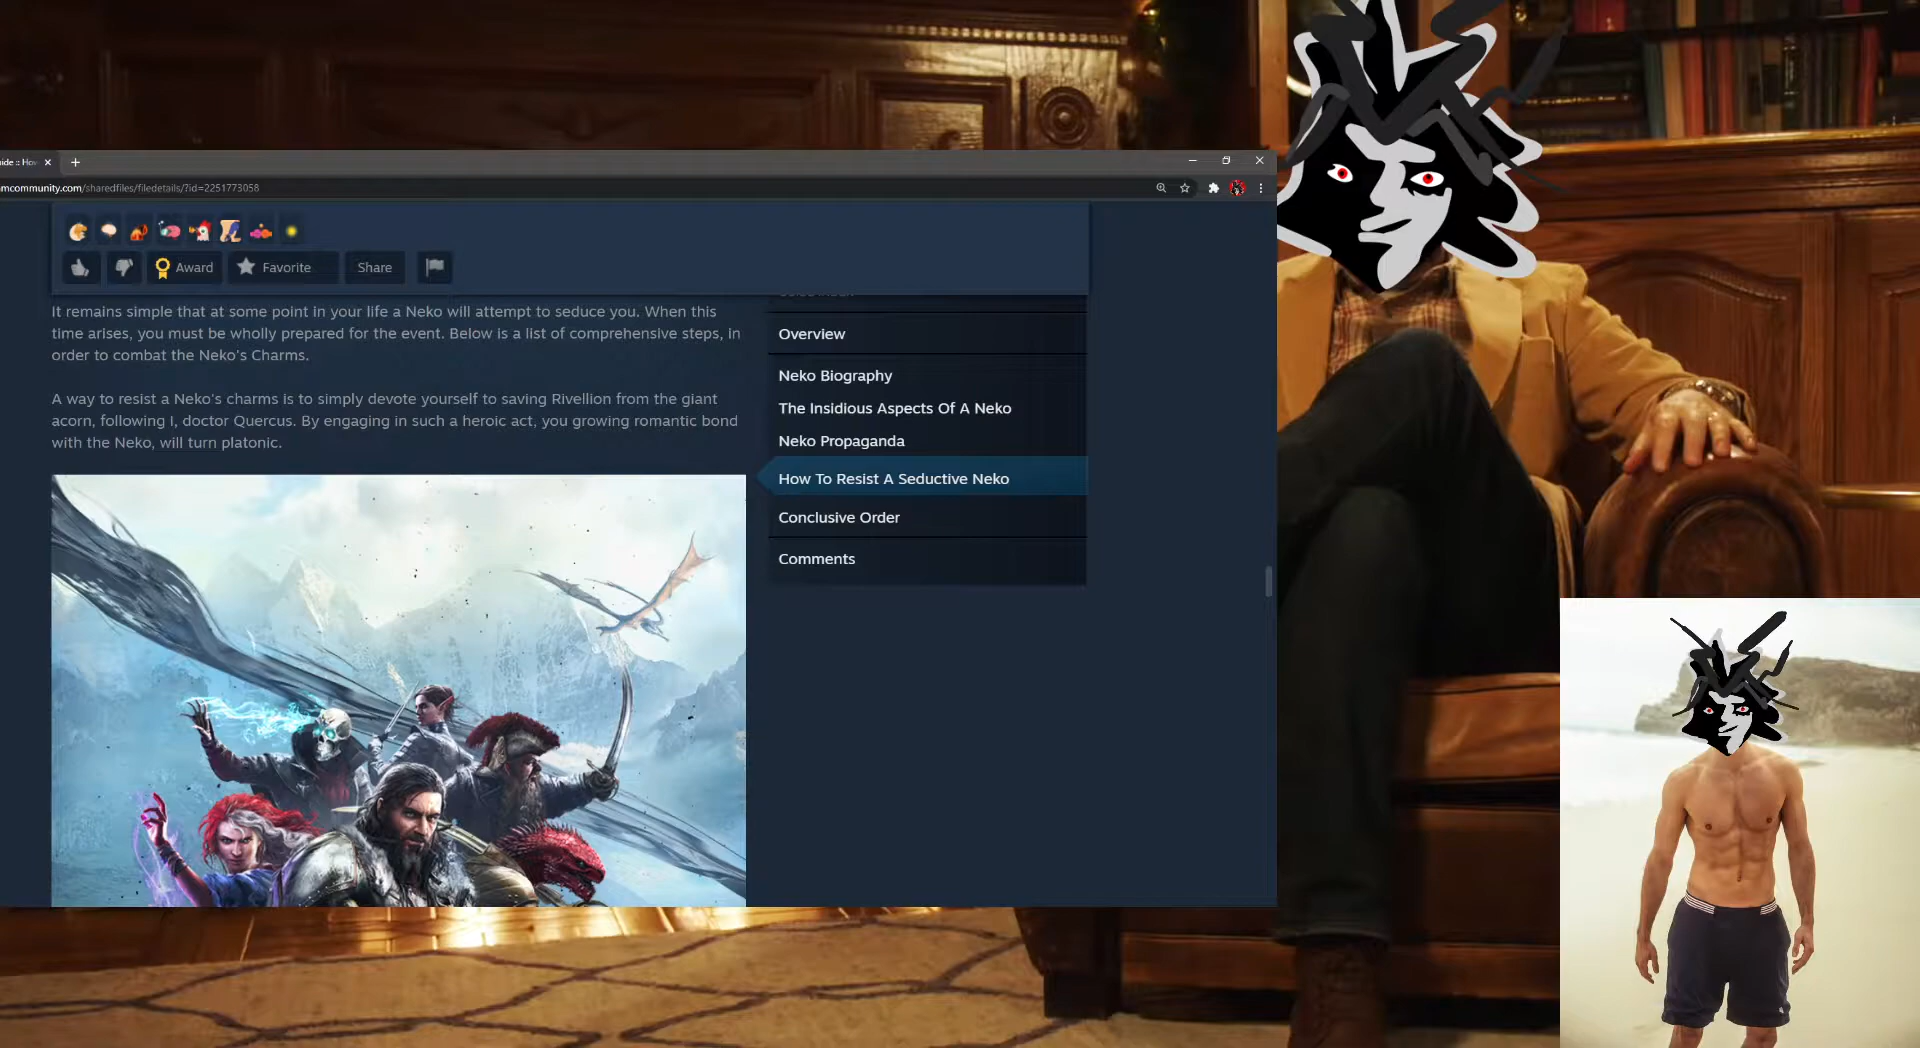 ide :: How
mcommunity.com/sharedfiles/filedetails/?id=2251773058
Award
Favorite
Share
It remains simple that at some point in your life a Neko will attempt to seduce you. When this
time arises, you must be wholly prepared for the event. Below is a list of comprehensive steps, in
order to combat the Neko's Charms.
A way to resist a Neko's charms is to simply devote yourself to saving Rivellion from the giant
acorn, following I, doctor Quercus. By engaging in such a heroic act, you growing romantic bond
with the Neko, will turn platonic.
Overview
Neko Biography
The Insidious Aspects Of A Neko
Neko Propaganda
How To Resist A Seductive Neko
Conclusive Order
Comments